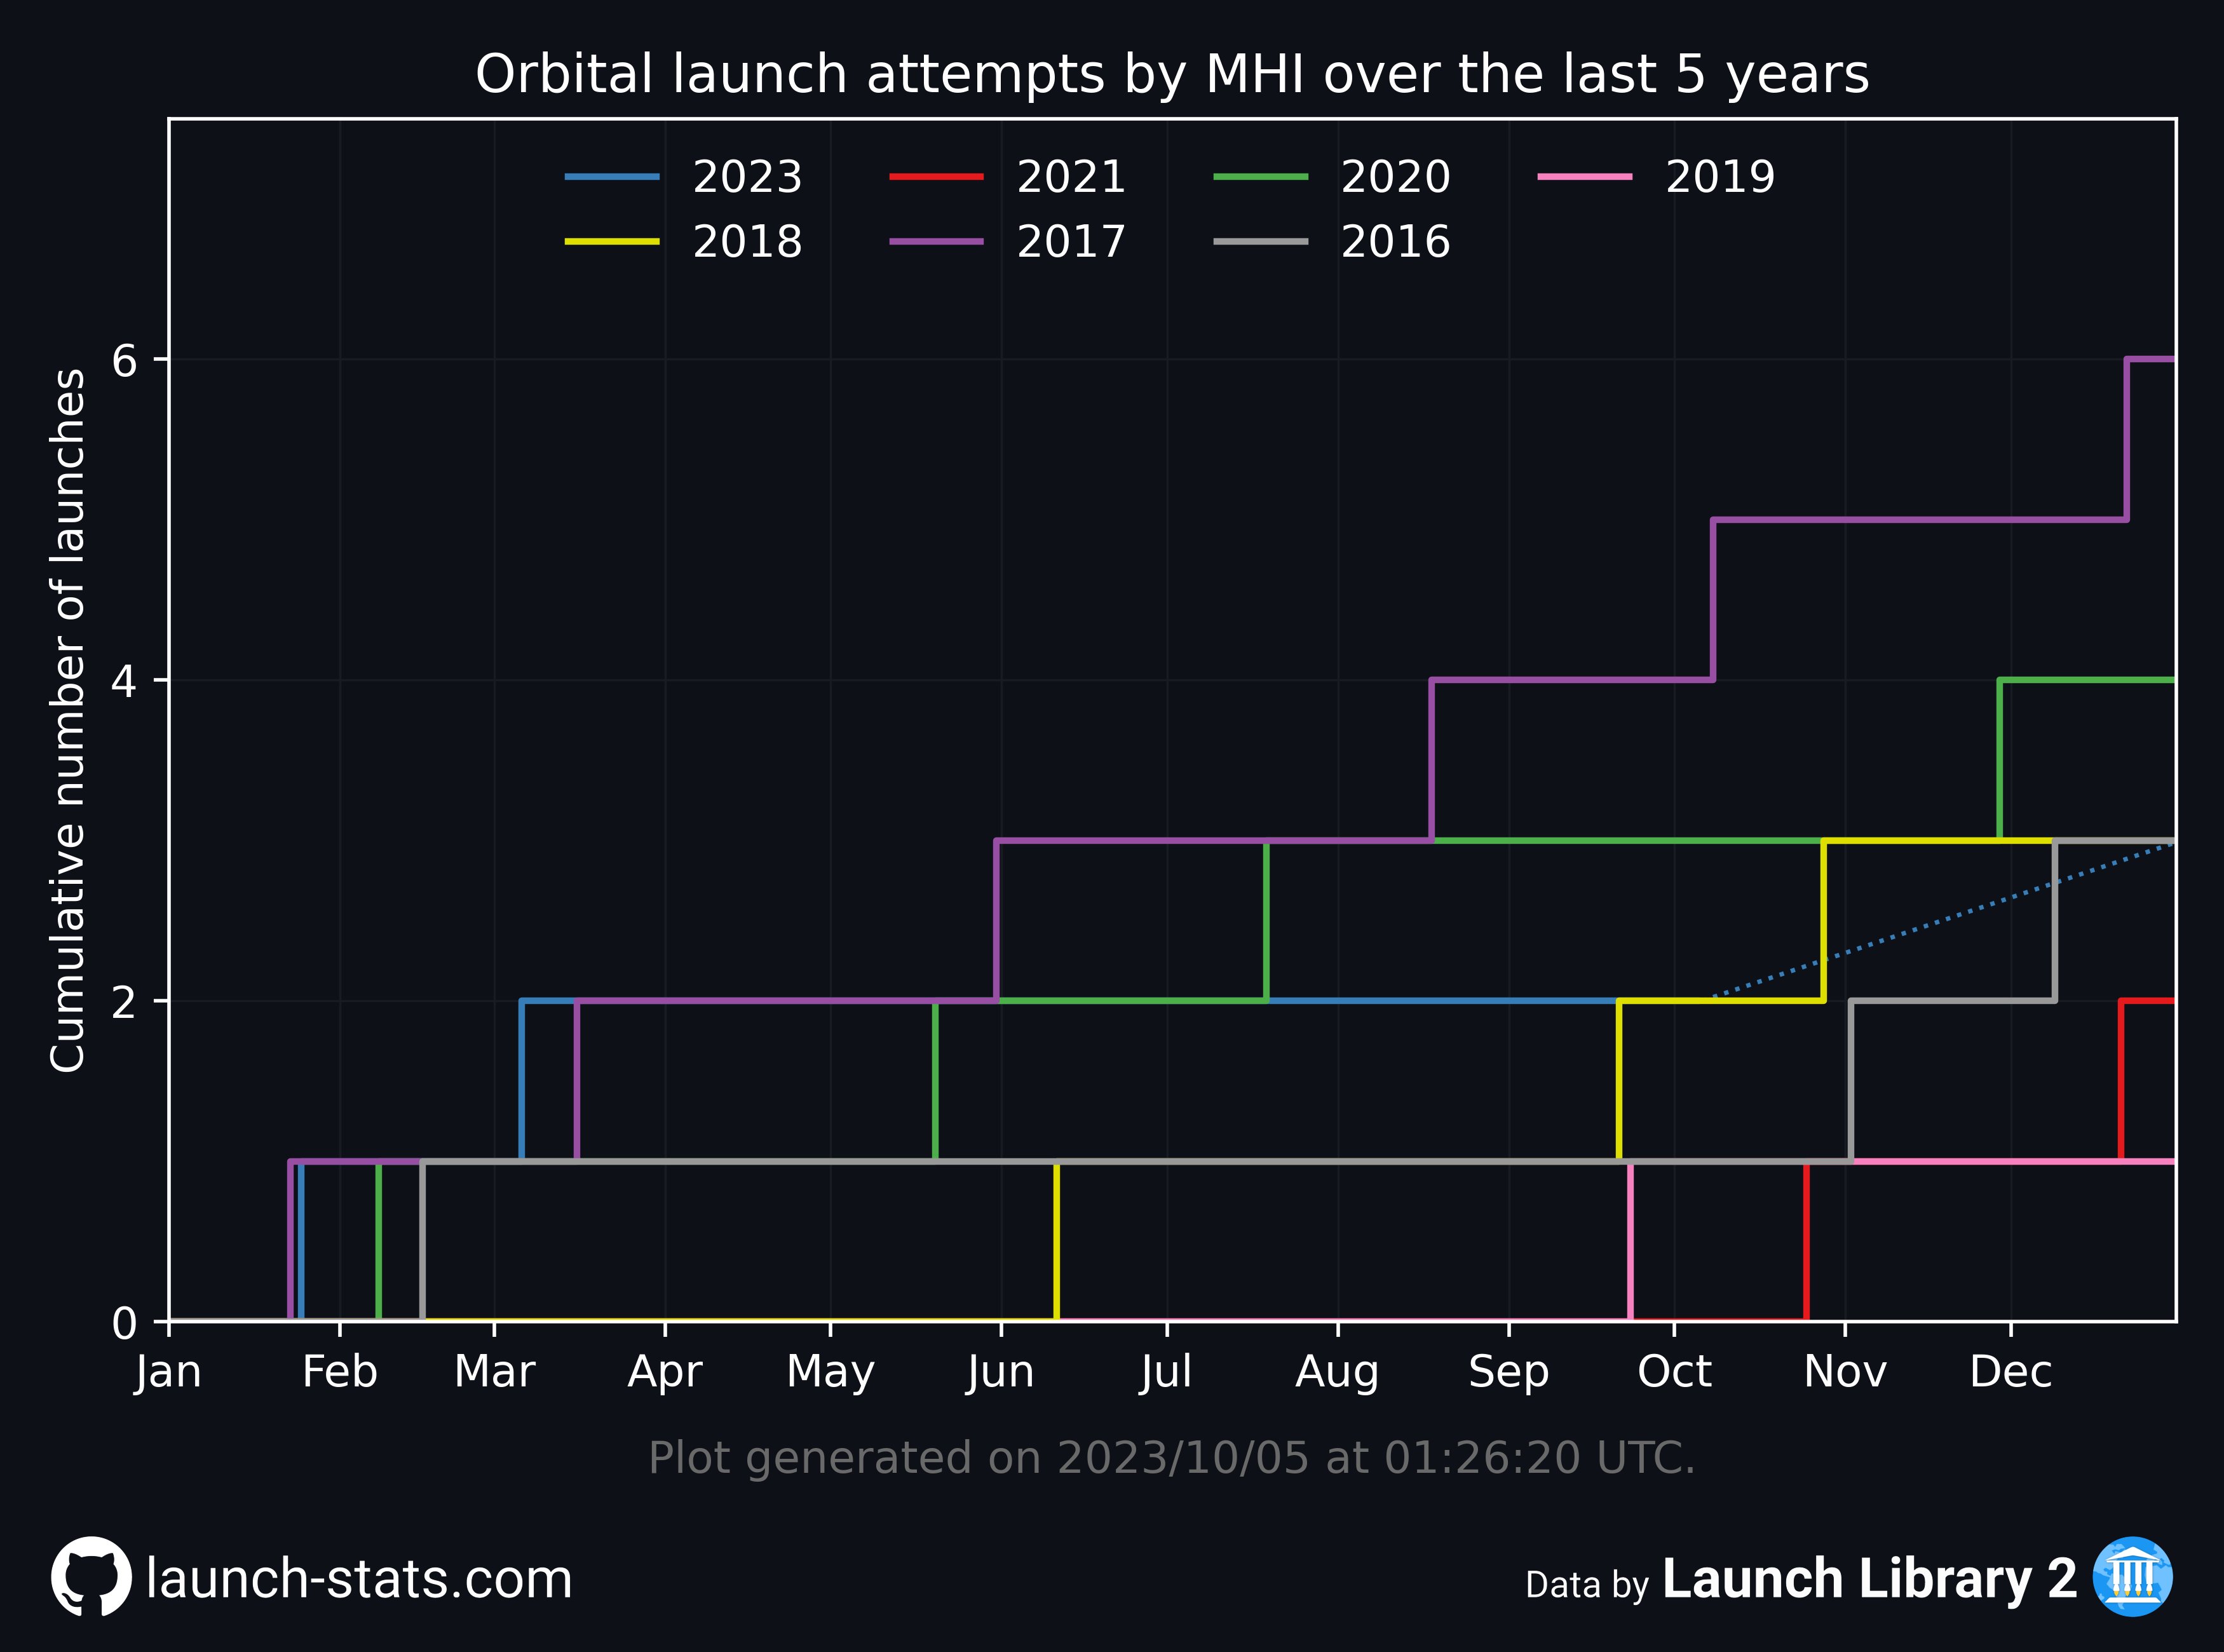 Orbital launch attempts by MHI over the last 5 years
2023 2021 2020 2019
2018 2017 2016
Cumulative number of launches
6
4
2
0
Jan Feb Mar Apr May Jun Jul Aug Sep Oct Nov Dec
Plot generated on 2023/10/05 at 01:26:20 UTC.
launch-stats.com
Data by Launch Library 2